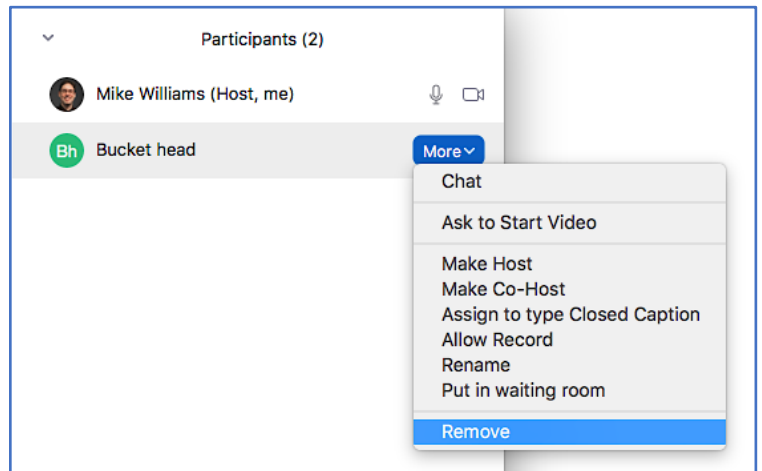 Participants (2)
Mike Williams (Host, me)
Bh Bucket head More
Chat
Ask to Start Video
Make Host
Make Co-Host
Assign to type Closed Caption
Allow Record
Rename
Put in waiting room
Remove